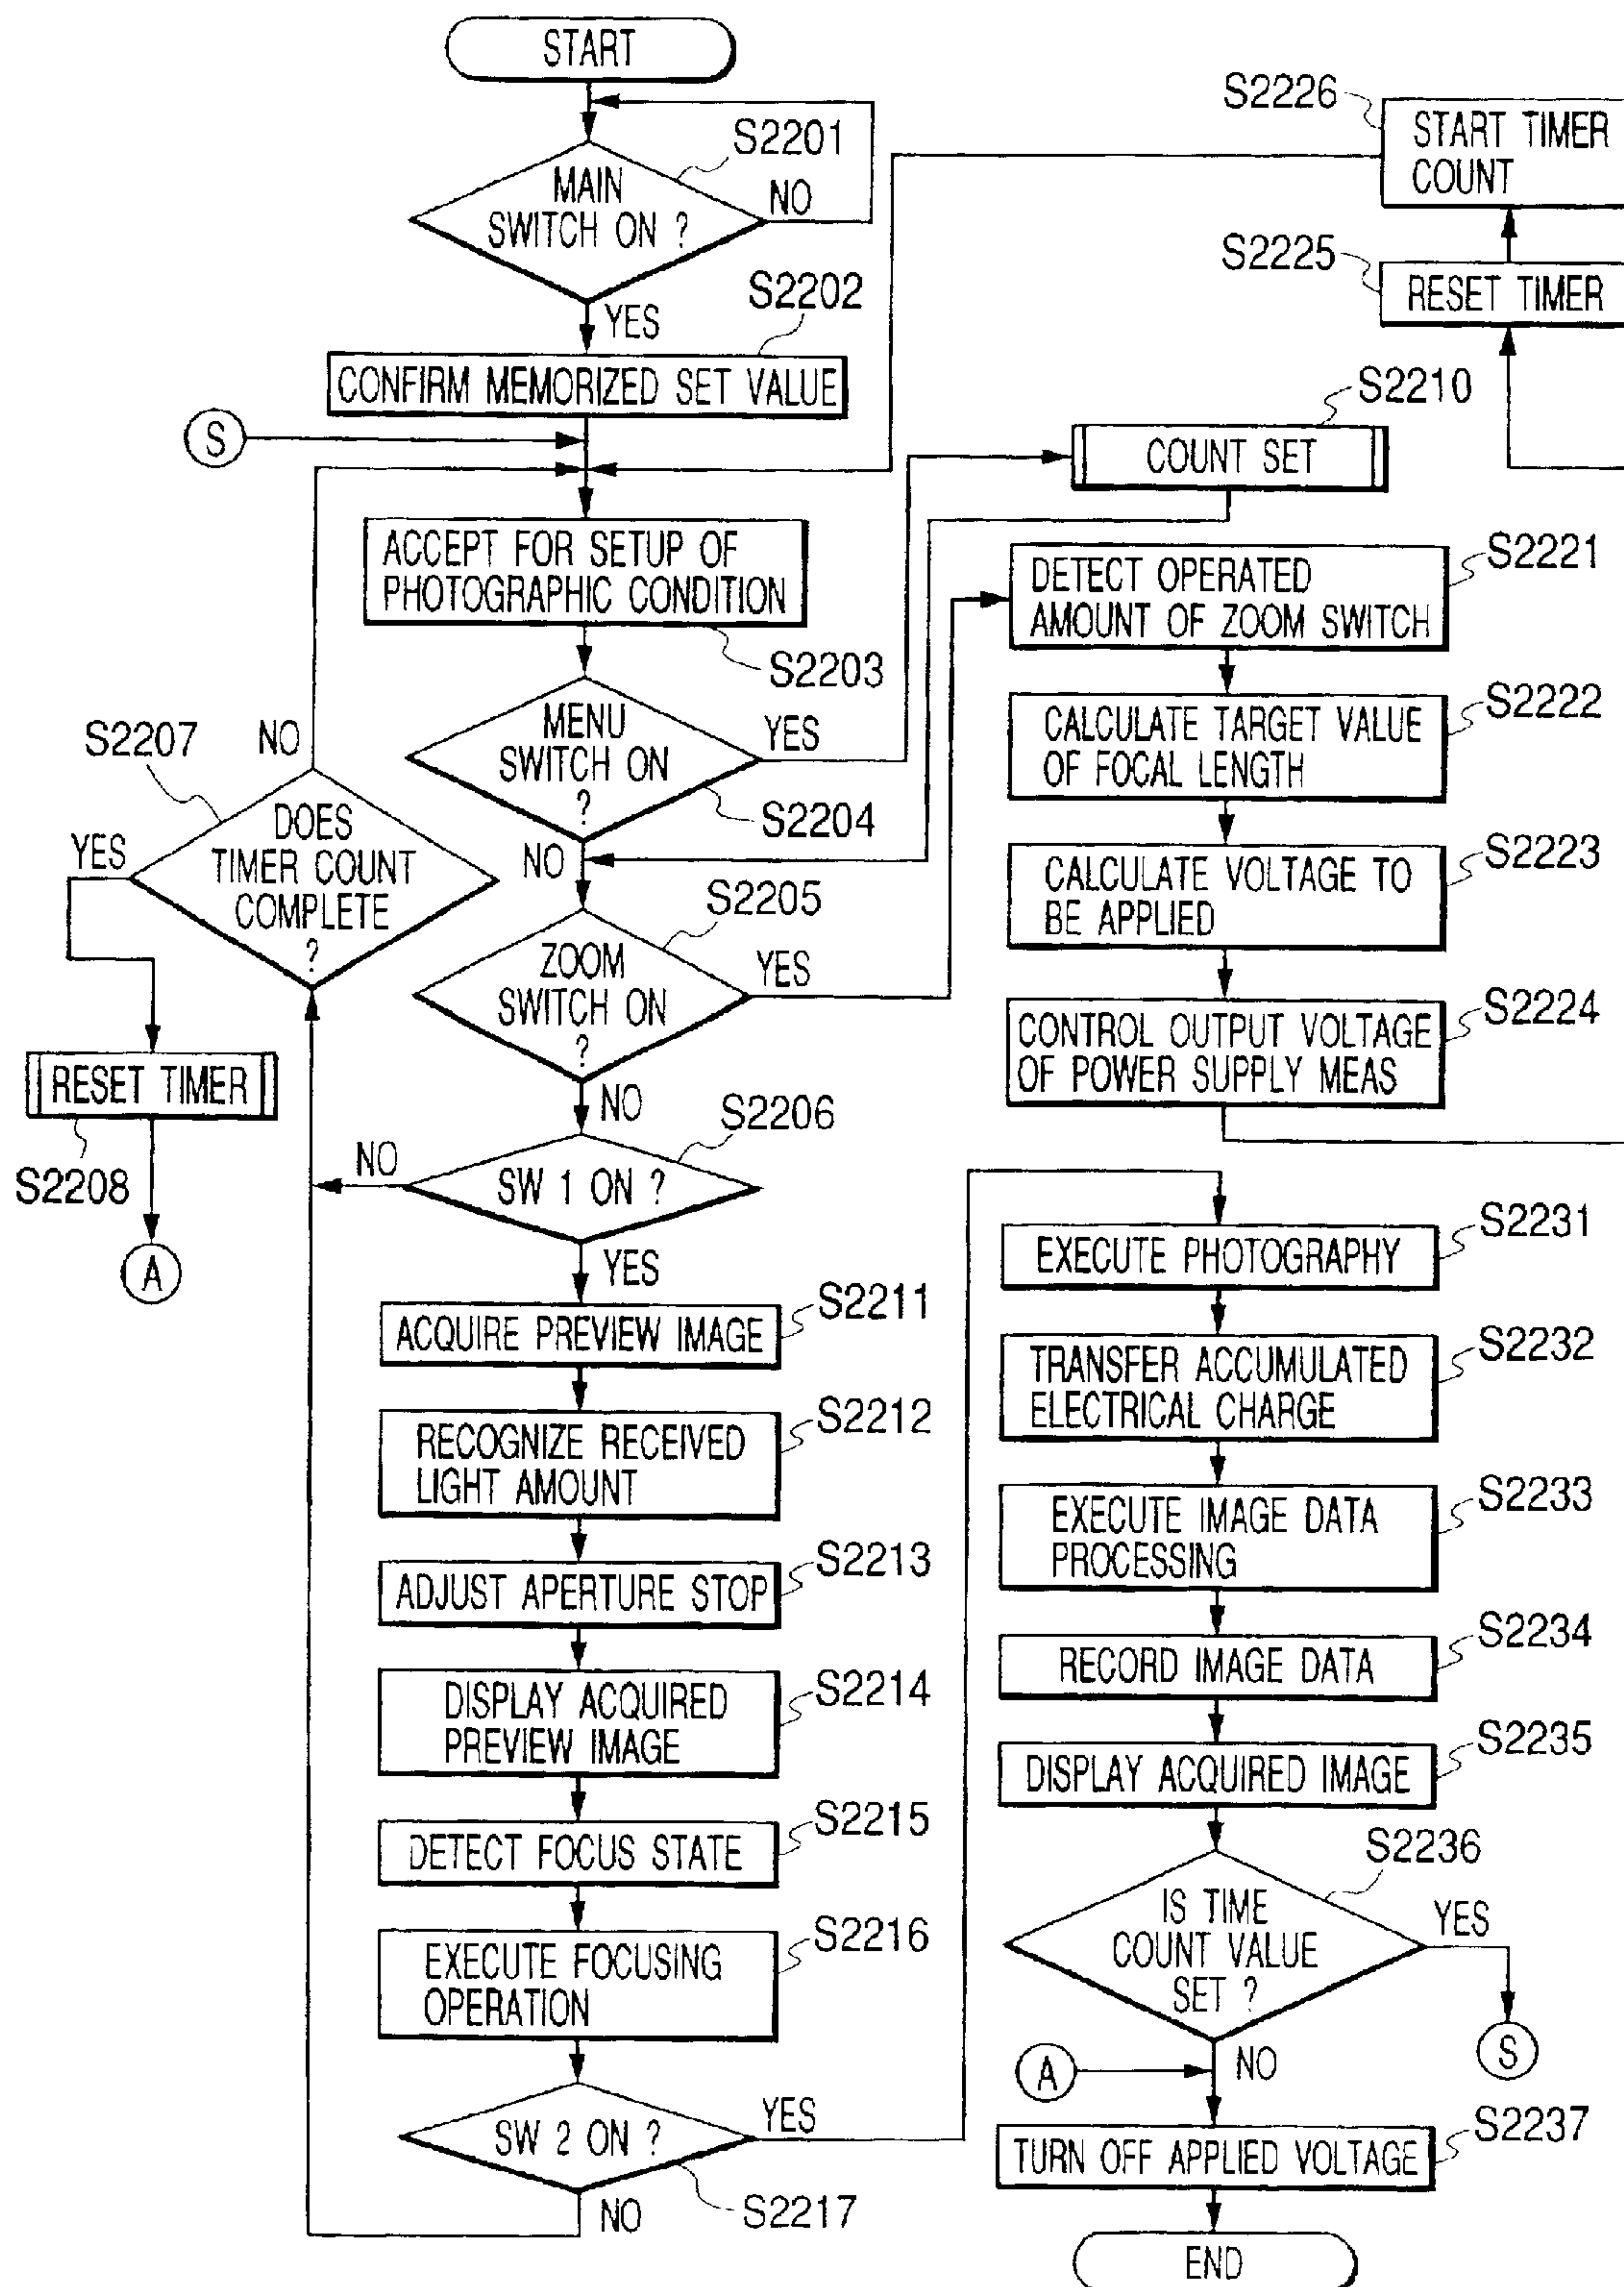 START
S2201
MAIN
SWITCH ON ?
NO
YES
S2202
CONFIRM MEMORIZED SET VALUE
S
ACCEPT FOR SETUP OF
PHOTOGRAPHIC CONDITION
S2203
MENU
SWITCH ON
?
YES
S2204
NO
S2205
ZOOM
SWITCH ON
?
YES
NO
S2206
SW 1 ON ?
NO
YES
S2207
NO
DOES
TIMER COUNT
COMPLETE
?
YES
RESET TIMER
S2208
A
S2211
ACQUIRE PREVIEW IMAGE
S2212
RECOGNIZE RECEIVED
LIGHT AMOUNT
S2213
ADJUST APERTURE STOP
S2214
DISPLAY ACQUIRED
PREVIEW IMAGE
S2215
DETECT FOCUS STATE
S2216
EXECUTE FOCUSING
OPERATION
SW 2 ON ?
YES
S2217
NO
S2226
START TIMER
COUNT
S2225
RESET TIMER
S2210
COUNT SET
S2221
DETECT OPERATED
AMOUNT OF ZOOM SWITCH
S2222
CALCULATE TARGET VALUE
OF FOCAL LENGTH
S2223
CALCULATE VOLTAGE TO
BE APPLIED
S2224
CONTROL OUTPUT VOLTAGE
OF POWER SUPPLY MEAS
S2231
EXECUTE PHOTOGRAPHY
S2232
TRANSFER ACCUMULATED
ELECTRICAL CHARGE
S2233
EXECUTE IMAGE DATA
PROCESSING
S2234
RECORD IMAGE DATA
S2235
DISPLAY ACQUIRED IMAGE
S2236
IS TIME
COUNT VALUE
SET ?
YES
S
A
NO
S2237
TURN OFF APPLIED VOLTAGE
END